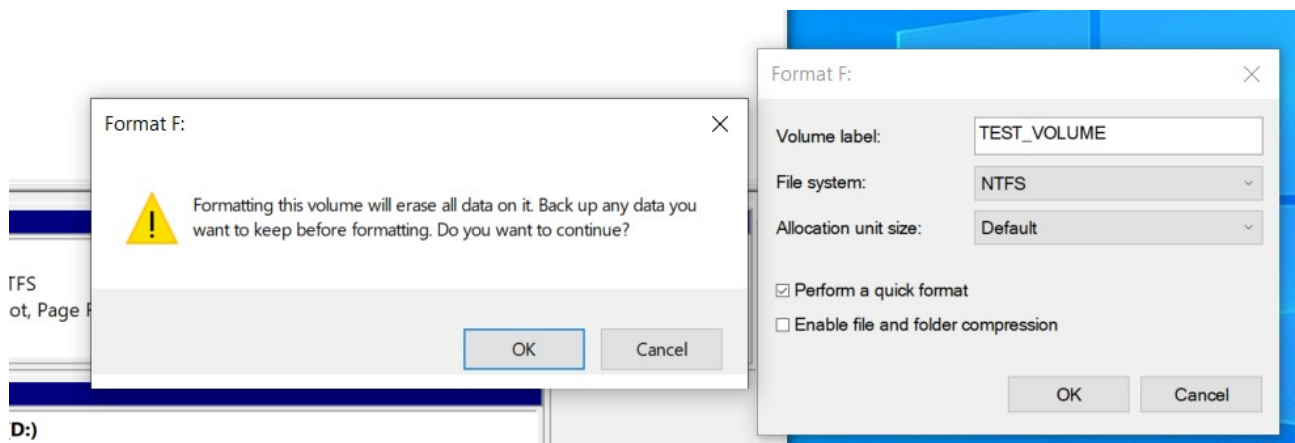 Format F:
Formatting this volume will erase all data on it. Back up any data you
want to keep before formatting. Do you want to continue?
OK
Cancel
TFS
ot, Page F
D:)
Format F:
Volume label:
TEST_VOLUME
File system:
NTFS
Allocation unit size:
Default
Perform a quick format
Enable file and folder compression
OK
Cancel